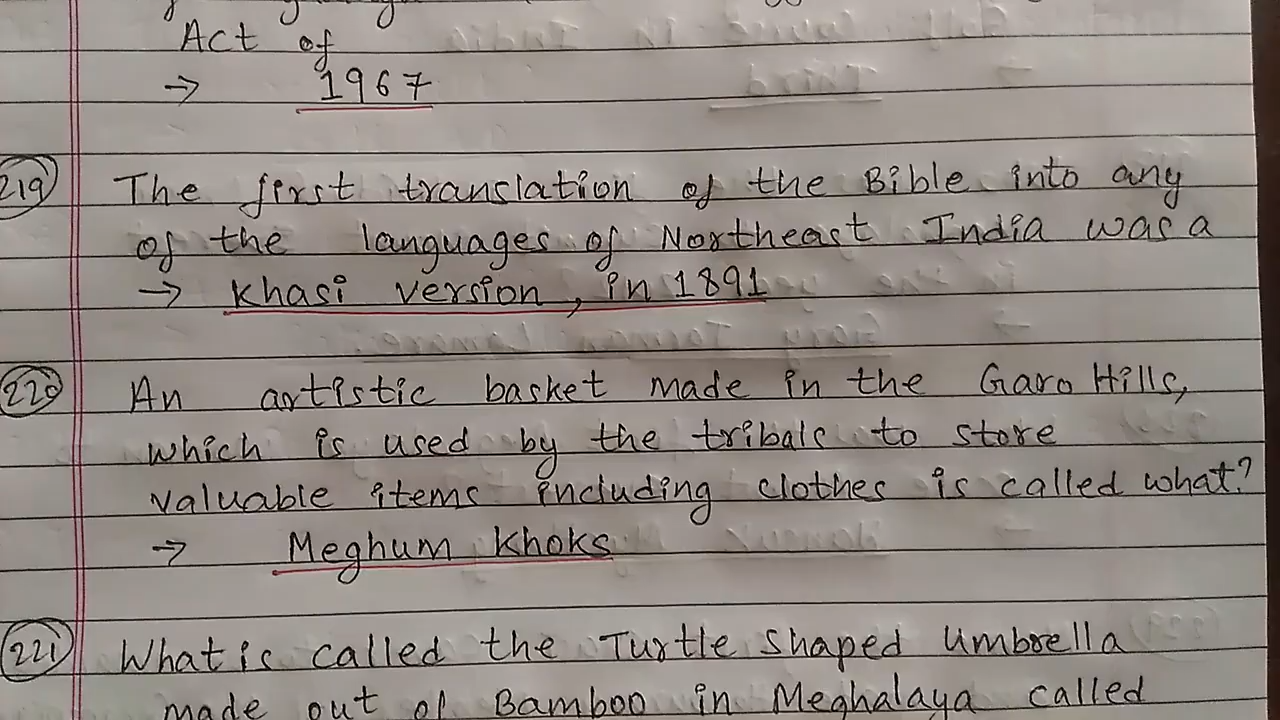 Act of
→ 1967
219 The first translation of the Bible into any
of the languages of Northeast India was a
→ Khasi version, in 1891
220 An artistic basket made in the Garo Hills,
which is used by the tribals to store
valuable items including clothes is called what?
→ Meghum Khoks
221 What is called the Turtle shaped Umbrella
made out of Bamboo in Meghalaya called